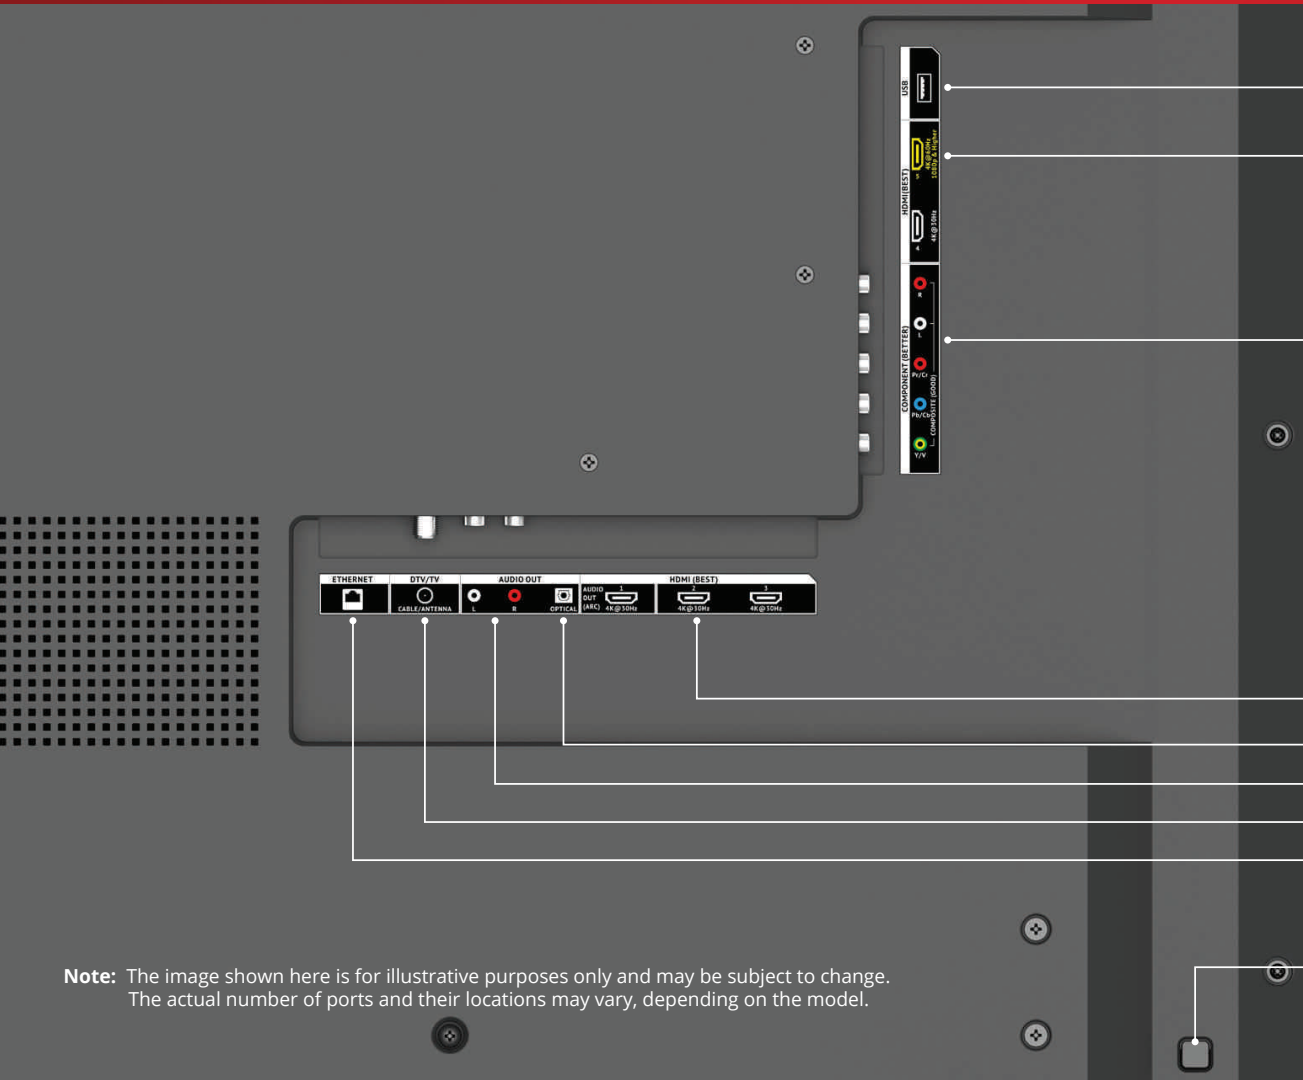 USB
HDMI(BEST)
5
4K@60Hz
1080p & Higher
4
4K@30Hz
COMPONENT (BETTER)
R
L
Pr/Cr
Pb/Cb
Y/V
COMPOSITE (GOOD)
ETHERNET
DTV/TV
AUDIO OUT
HDMI (BEST)
CABLE/ANTENNA
L
R
OPTICAL
AUDIO
OUT
(ARC)
1
4K@30Hz
2
4K@30Hz
3
4K@30Hz
Note: The image shown here is for illustrative purposes only and may be subject to change.
The actual number of ports and their locations may vary, depending on the model.